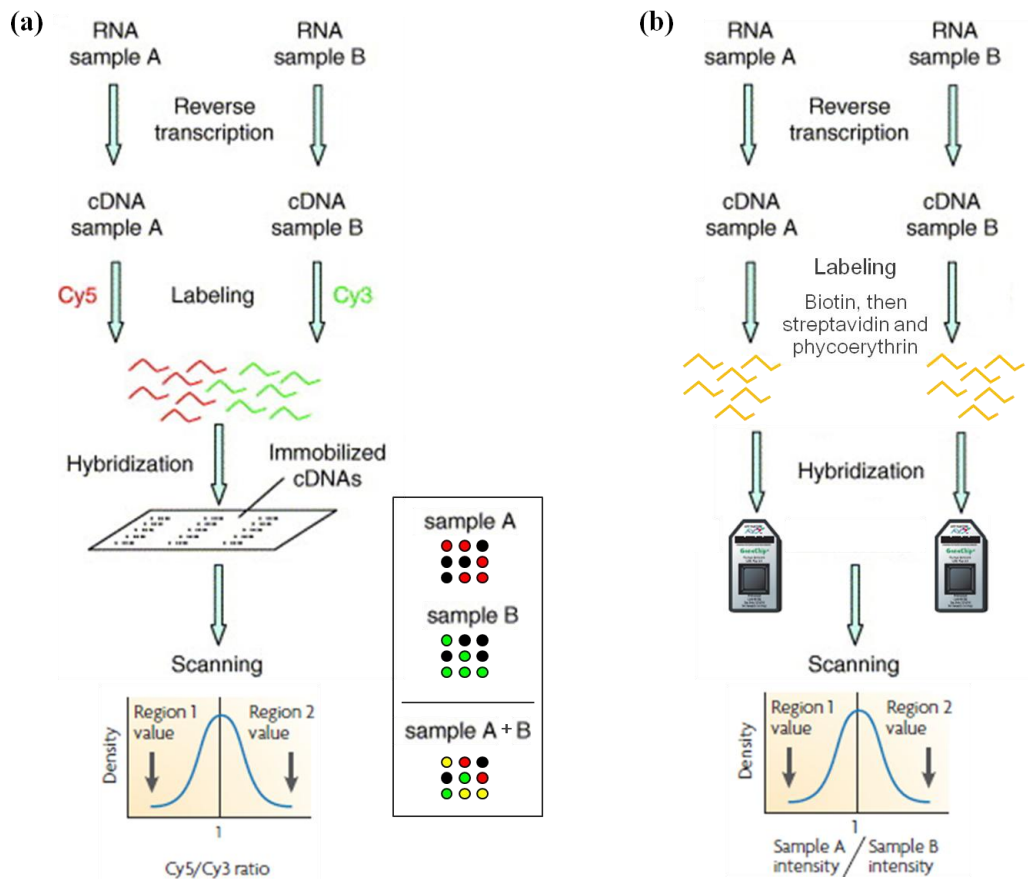 (a)
RNA
sample A
RNA
sample B
Reverse
transcription
cDNA
sample A
cDNA
sample B
Cy5
Labeling
Cy3
Hybridization
Immobilized
cDNAs
Scanning
Density
Region 1
value
Region 2
value
1
Cy5/Cy3 ratio
sample A
sample B
sample A + B
(b)
RNA
sample A
RNA
sample B
Reverse
transcription
cDNA
sample A
cDNA
sample B
Labeling
Biotin, then
streptavidin and
phycoerythrin
Hybridization
GeneChip
GeneChip
Scanning
Density
Region 1
value
Region 2
value
1
Sample A
intensity
/
Sample B
intensity